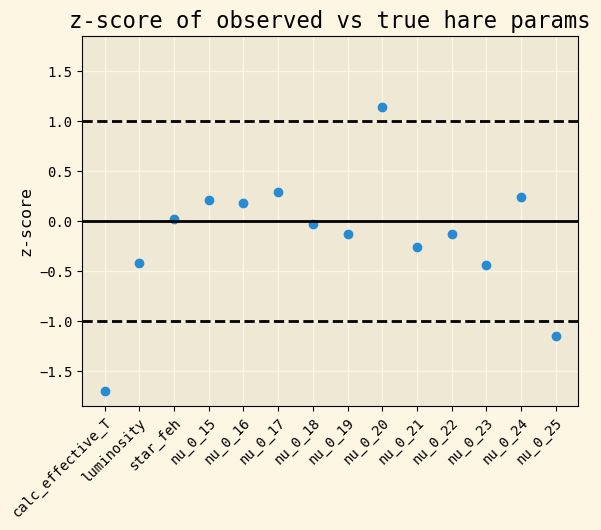 z-score of observed vs true hare params
z-score
1.5
1.0
0.5
0.0
−0.5
−1.0
−1.5
calc_effective_T
luminosity
star_feh
nu_0_15
nu_0_16
nu_0_17
nu_0_18
nu_0_19
nu_0_20
nu_0_21
nu_0_22
nu_0_23
nu_0_24
nu_0_25